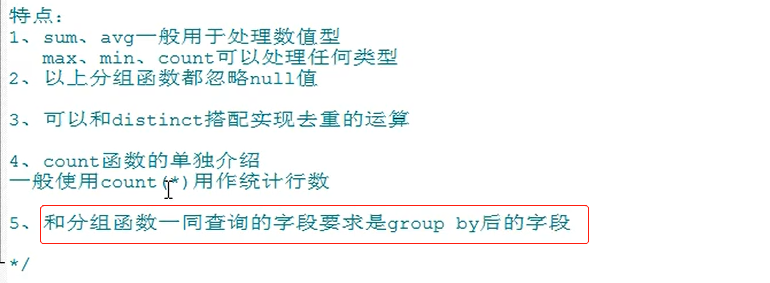 特点：
1、sum、avg一般用于处理数值型
max、min、count可以处理任何类型
2、以上分组函数都忽略null值
3、可以和distinct搭配实现去重的运算
4、count函数的单独介绍
一般使用count(*)用作统计行数
5、和分组函数一同查询的字段要求是group by后的字段
*/